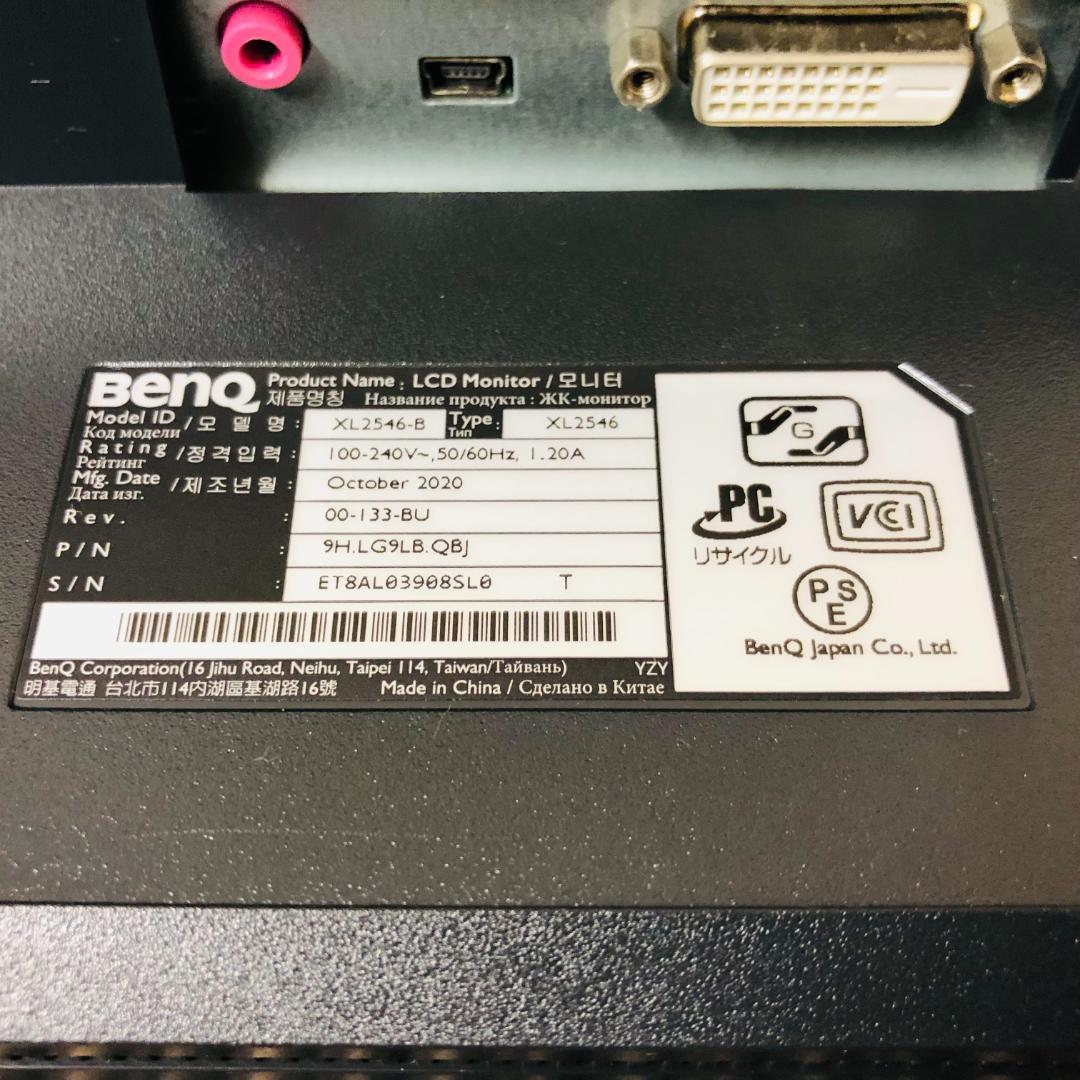 BenQ Product Name : LCD Monitor / 모니터
제품명칭 Название продукта : ЖК-монитор
Model ID / 모 델 명 : XL2546-B Type : XL2546
Код модели Тип
Rating / 정격입력 : 100-240V~,50/60Hz, 1.20A
Рейтинг
Mfg. Date / 제조년월 : October 2020
Дата изг.
Rev. : 00-133-BU
P/N : 9H.LG9LB.QBJ
S/N : ET8AL03908SL0 T
BenQ Corporation(16 Jihu Road, Neihu, Taipei 114, Taiwan/Тайвань) YZY
明基電通 台北市114內湖區基湖路16號 Made in China / Сделано в Китае
G
PC
リサイクル
VCI
PSE
BenQ Japan Co., Ltd.